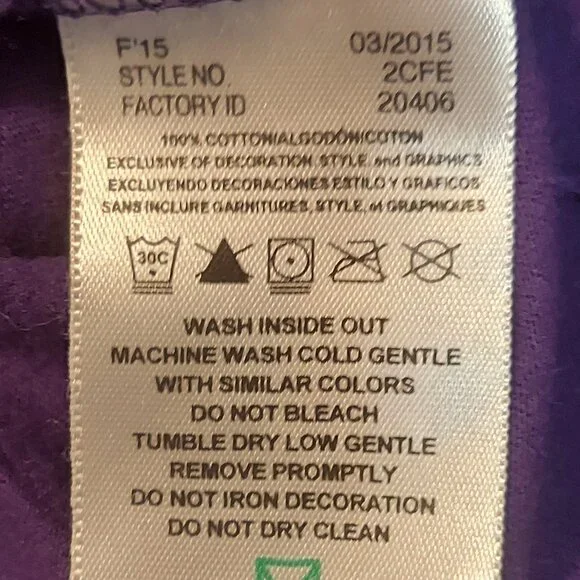 F'15 03/2015
STYLE NO. 2CFE
FACTORY ID 20406
100% COTTON/ALGODÓN/COTON
EXCLUSIVE OF DECORATION, STYLE, and GRAPHICS
EXCLUYENDO DECORACIONES ESTILO Y GRAFICOS
SANS INCLURE GARNITURES, STYLE, et GRAPHIQUES
30C
WASH INSIDE OUT
MACHINE WASH COLD GENTLE
WITH SIMILAR COLORS
DO NOT BLEACH
TUMBLE DRY LOW GENTLE
REMOVE PROMPTLY
DO NOT IRON DECORATION
DO NOT DRY CLEAN